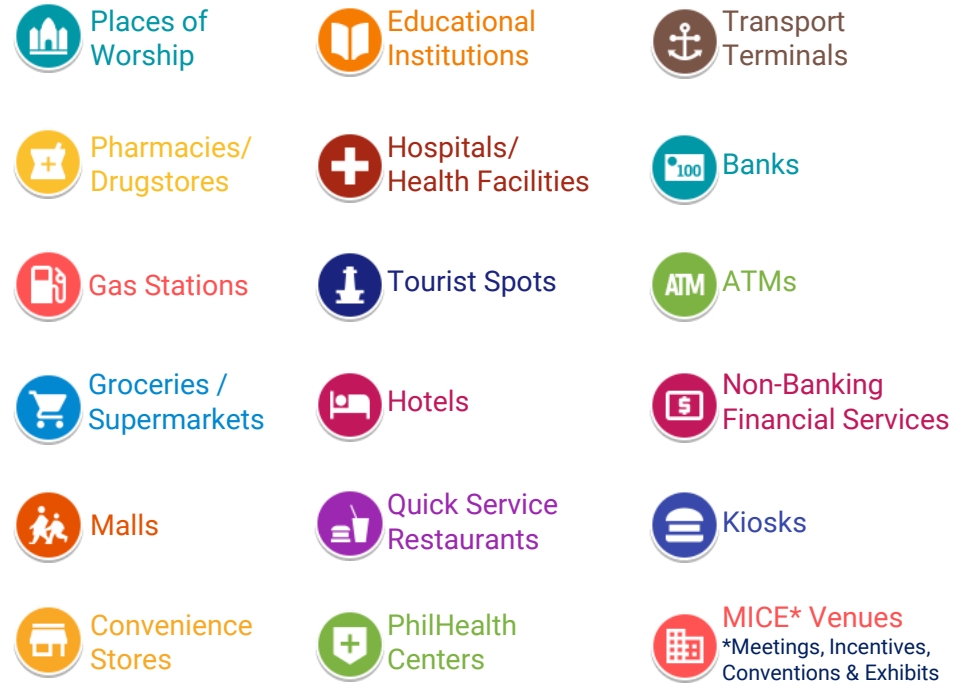 Places of
Worship
Educational
Institutions
Transport
Terminals
Pharmacies/
Drugstores
Hospitals/
Health Facilities
100
Banks
Gas Stations
Tourist Spots
ATM
ATMs
Groceries /
Supermarkets
Hotels
$
Non-Banking
Financial Services
Malls
Quick Service
Restaurants
Kiosks
Convenience
Stores
PhilHealth
Centers
MICE* Venues
*Meetings, Incentives,
Conventions & Exhibits